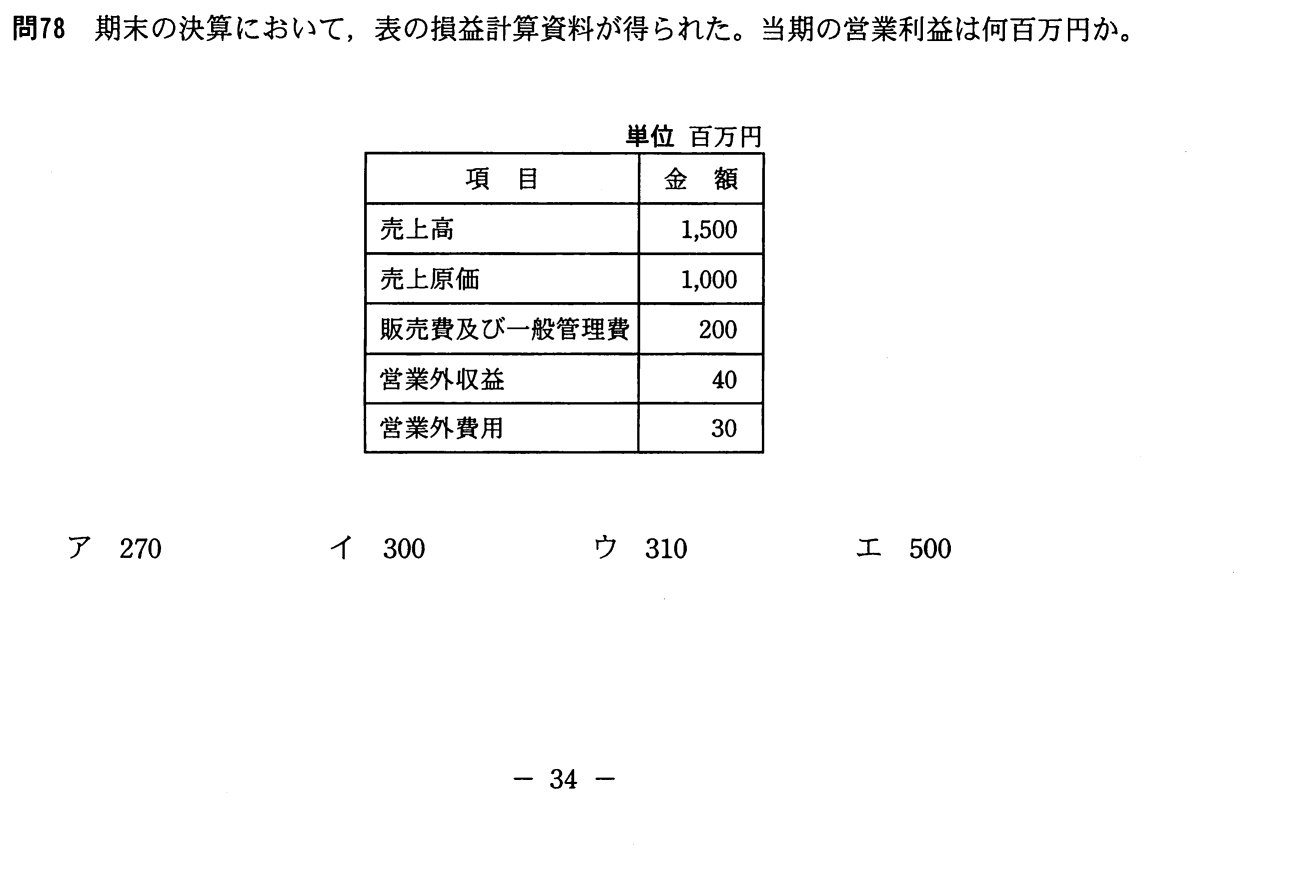 問78 期末の決算において，表の損益計算資料が得られた。当期の営業利益は何百万円か。
単位 百万円
項 目 金 額
売上高 1,500
売上原価 1,000
販売費及び一般管理費 200
営業外収益 40
営業外費用 30
ア 270 イ 300 ウ 310 エ 500
－ 34 －